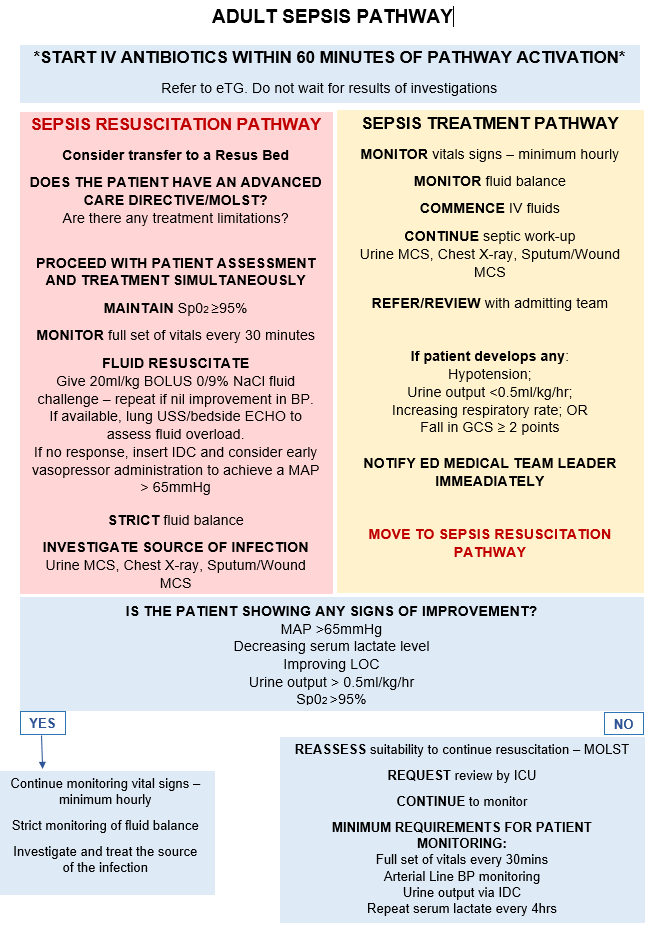 ADULT SEPSIS PATHWAY
*START IV ANTIBIOTICS WITHIN 60 MINUTES OF PATHWAY ACTIVATION*
Refer to eTG. Do not wait for results of investigations
SEPSIS RESUSCITATION PATHWAY
Consider transfer to a Resus Bed
DOES THE PATIENT HAVE AN ADVANCED
CARE DIRECTIVE/MOLST?
Are there any treatment limitations?
PROCEED WITH PATIENT ASSESSMENT
AND TREATMENT SIMULTANEOUSLY
MAINTAIN Sp02 ≥95%
MONITOR full set of vitals every 30 minutes
FLUID RESUSCITATE
Give 20ml/kg BOLUS 0/9% NaCl fluid
challenge – repeat if nil improvement in BP.
If available, lung USS/bedside ECHO to
assess fluid overload.
If no response, insert IDC and consider early
vasopressor administration to achieve a MAP
> 65mmHg
STRICT fluid balance
INVESTIGATE SOURCE OF INFECTION
Urine MCS, Chest X-ray, Sputum/Wound
MCS
SEPSIS TREATMENT PATHWAY
MONITOR vitals signs – minimum hourly
MONITOR fluid balance
COMMENCE IV fluids
CONTINUE septic work-up
Urine MCS, Chest X-ray, Sputum/Wound
MCS
REFER/REVIEW with admitting team
If patient develops any:
Hypotension;
Urine output <0.5ml/kg/hr;
Increasing respiratory rate; OR
Fall in GCS ≥ 2 points
NOTIFY ED MEDICAL TEAM LEADER
IMMEADIATELY
MOVE TO SEPSIS RESUSCITATION
PATHWAY
IS THE PATIENT SHOWING ANY SIGNS OF IMPROVEMENT?
MAP >65mmHg
Decreasing serum lactate level
Improving LOC
Urine output > 0.5ml/kg/hr
Sp02 >95%
YES
Continue monitoring vital signs –
minimum hourly
Strict monitoring of fluid balance
Investigate and treat the source
of the infection
NO
REASSESS suitability to continue resuscitation – MOLST
REQUEST review by ICU
CONTINUE to monitor
MINIMUM REQUIREMENTS FOR PATIENT
MONITORING:
Full set of vitals every 30mins
Arterial Line BP monitoring
Urine output via IDC
Repeat serum lactate every 4hrs